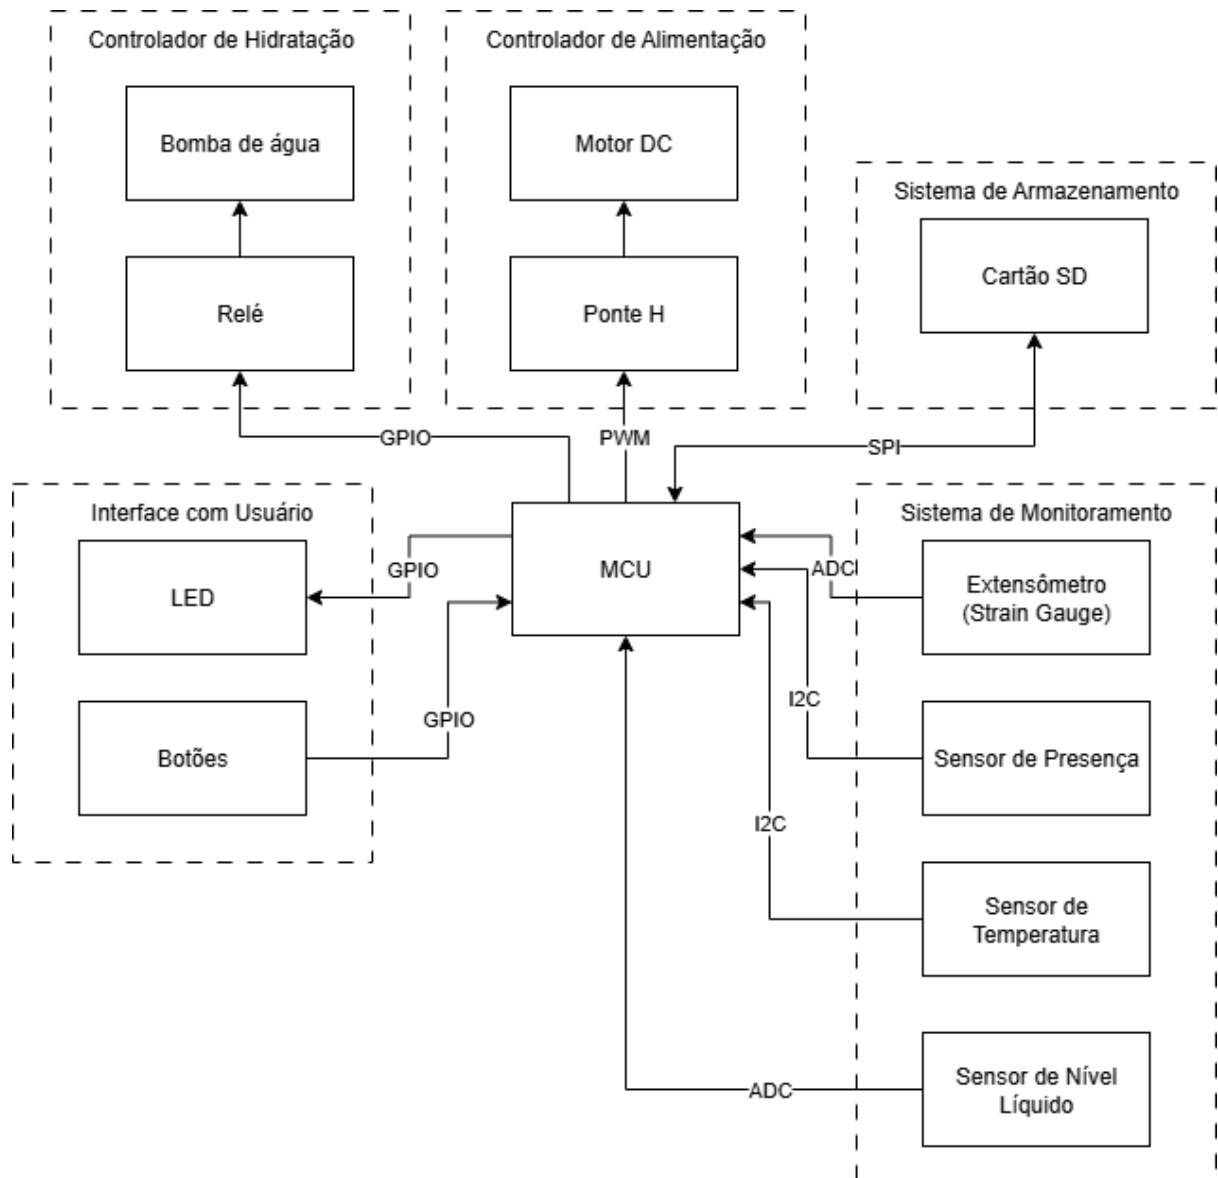 Controlador de Hidratação
Bomba de água
Relé
Controlador de Alimentação
Motor DC
Ponte H
Sistema de Armazenamento
Cartão SD
GPIO
PWM
SPI
Interface com Usuário
LED
Botões
GPIO
GPIO
MCU
Sistema de Monitoramento
ADC
Extensômetro
(Strain Gauge)
I2C
Sensor de Presença
I2C
Sensor de
Temperatura
ADC
Sensor de Nível
Líquido